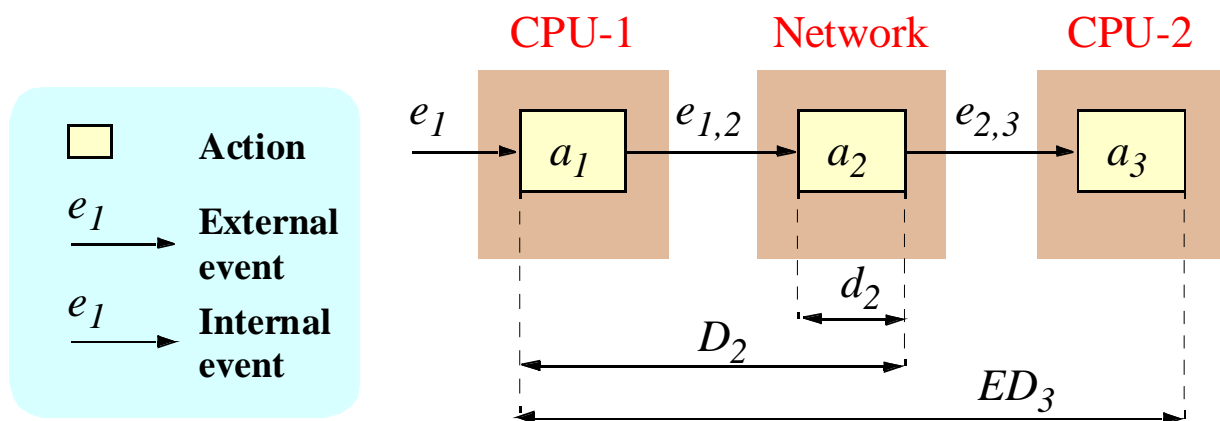 CPU-1 Network CPU-2
Action
e1
External
event
e1
Internal
event
e1 e1,2 e2,3
a1 a2 a3
d2
D2
ED3